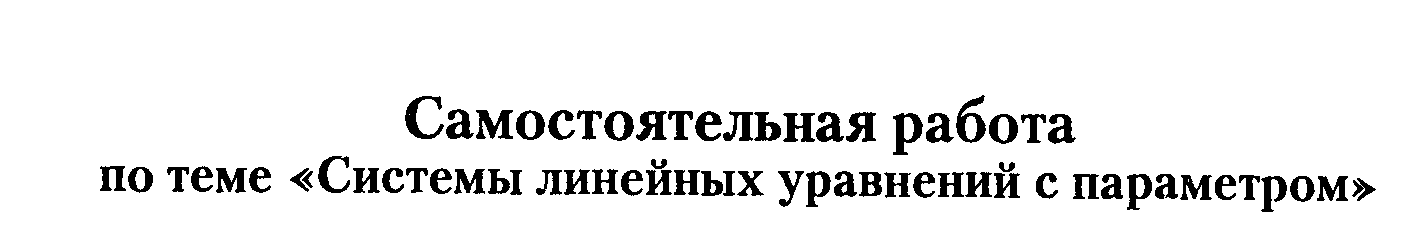 Самостоятельная работа
по теме «Системы линейных уравнений с параметром»